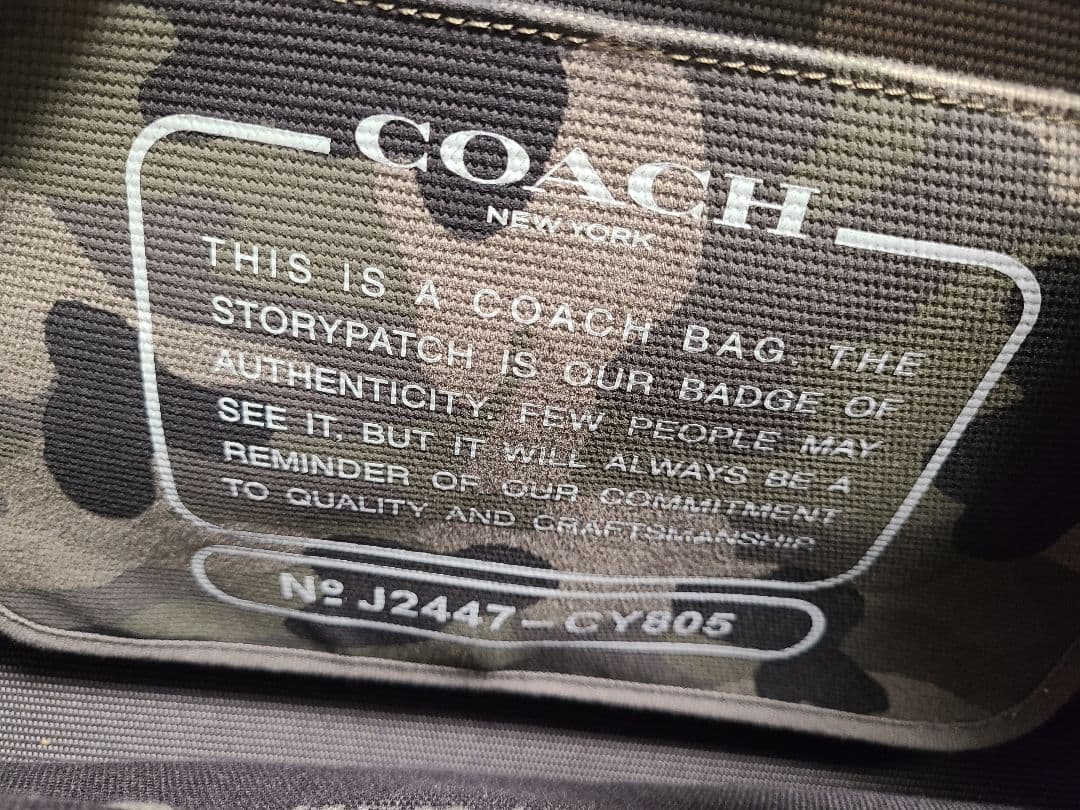 COACH
NEW YORK
THIS IS A COACH BAG. THE
STORYPATCH IS OUR BADGE OF
AUTHENTICITY. FEW PEOPLE MAY
SEE IT, BUT IT WILL ALWAYS BE A
REMINDER OF OUR COMMITMENT
TO QUALITY AND CRAFTSMANSHIP.
Nº J2447-CY805